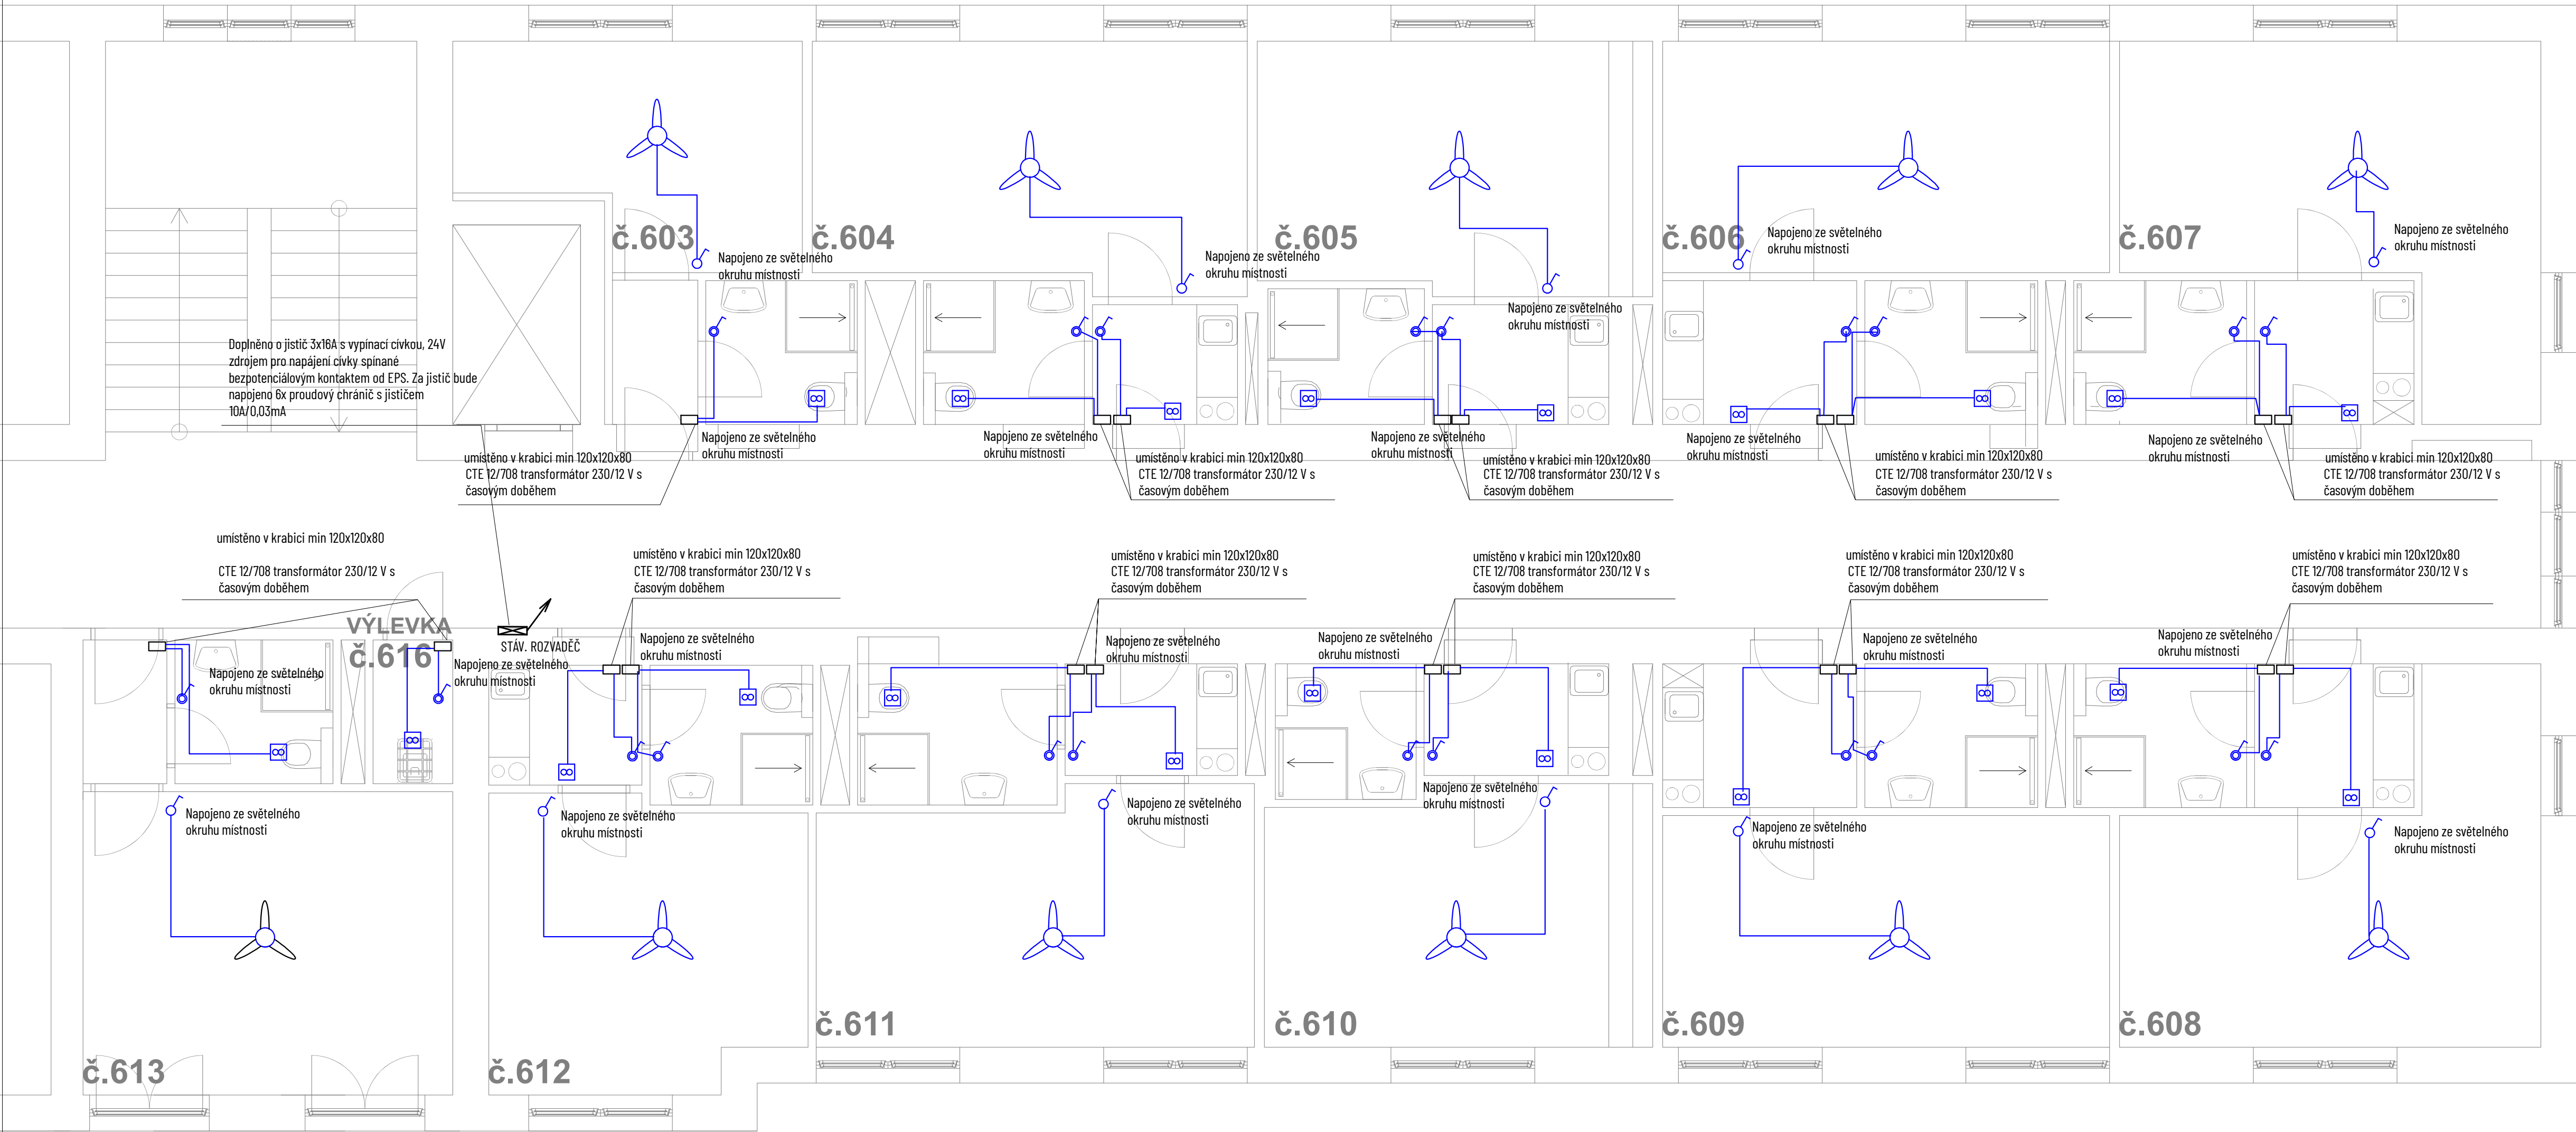 č.603
č.604
č.605
č.606
č.607
Napojeno ze světelného
okruhu místnosti
Napojeno ze světelného
okruhu místnosti
Napojeno ze světelného
okruhu místnosti
Napojeno ze světelného
okruhu místnosti
Napojeno ze světelného
okruhu místnosti
Doplněno o jistič 3x16A s vypínací cívkou, 24V
zdrojem pro napájení cívky spínané
bezpotenciálovým kontaktem od EPS. Za jistič bude
napojeno 6x proudový chránič s jističem
10A/0,03mA
Napojeno ze světelného
okruhu místnosti
Napojeno ze světelného
okruhu místnosti
Napojeno ze světelného
okruhu místnosti
Napojeno ze světelného
okruhu místnosti
Napojeno ze světelného
okruhu místnosti
umístěno v krabici min 120x120x80
CTE 12/708 transformátor 230/12 V s
časovým doběhem
umístěno v krabici min 120x120x80
CTE 12/708 transformátor 230/12 V s
časovým doběhem
umístěno v krabici min 120x120x80
CTE 12/708 transformátor 230/12 V s
časovým doběhem
umístěno v krabici min 120x120x80
CTE 12/708 transformátor 230/12 V s
časovým doběhem
umístěno v krabici min 120x120x80
CTE 12/708 transformátor 230/12 V s
časovým doběhem
umístěno v krabici min 120x120x80
CTE 12/708 transformátor 230/12 V s
časovým doběhem
umístěno v krabici min 120x120x80
CTE 12/708 transformátor 230/12 V s
časovým doběhem
umístěno v krabici min 120x120x80
CTE 12/708 transformátor 230/12 V s
časovým doběhem
umístěno v krabici min 120x120x80
CTE 12/708 transformátor 230/12 V s
časovým doběhem
umístěno v krabici min 120x120x80
CTE 12/708 transformátor 230/12 V s
časovým doběhem
umístěno v krabici min 120x120x80
CTE 12/708 transformátor 230/12 V s
časovým doběhem
VÝLEVKA
č.616
STÁV. ROZVADĚČ
Napojeno ze světelného
okruhu místnosti
Napojeno ze světelného
okruhu místnosti
Napojeno ze světelného
okruhu místnosti
Napojeno ze světelného
okruhu místnosti
Napojeno ze světelného
okruhu místnosti
Napojeno ze světelného
okruhu místnosti
Napojeno ze světelného
okruhu místnosti
Napojeno ze světelného
okruhu místnosti
Napojeno ze světelného
okruhu místnosti
Napojeno ze světelného
okruhu místnosti
Napojeno ze světelného
okruhu místnosti
Napojeno ze světelného
okruhu místnosti
Napojeno ze světelného
okruhu místnosti
č.613
č.612
č.611
č.610
č.609
č.608